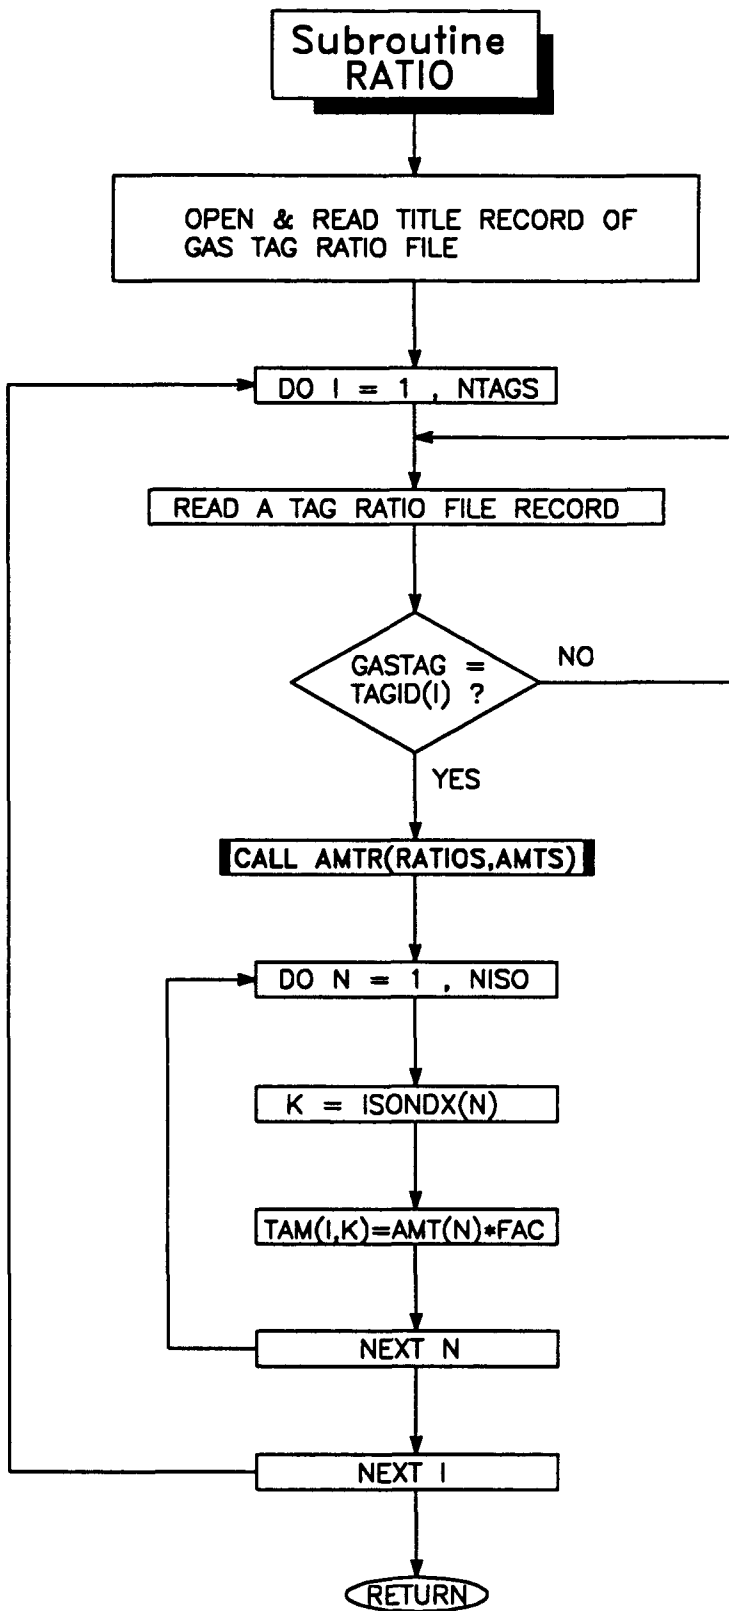 Subroutine
RATIO
OPEN & READ TITLE RECORD OF
GAS TAG RATIO FILE
DO I = 1 , NTAGS
READ A TAG RATIO FILE RECORD
GASTAG =
TAGID(I) ?
NO
YES
CALL AMTR(RATIOS,AMTS)
DO N = 1 , NISO
K = ISONDX(N)
TAM(I,K)=AMT(N)*FAC
NEXT N
NEXT I
RETURN